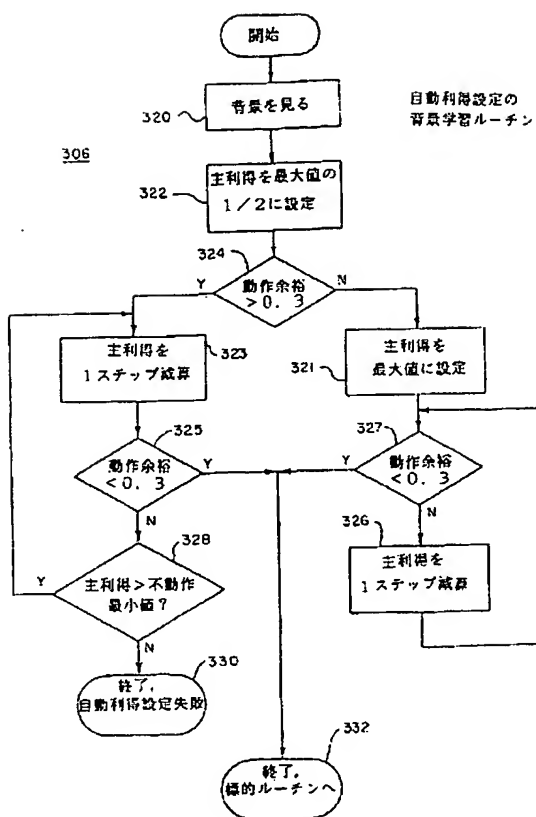 開始
背景を見る
320
自動利得設定の
背景学習ルーチン
306
主利得を最大値の
1/2に設定
322
324
動作余裕
>0.3
Y
N
主利得を
1ステップ減算
323
主利得を
最大値に設定
321
325
動作余裕
<0.3
Y
N
327
動作余裕
<0.3
Y
N
328
主利得>不動作
最小値?
Y
N
326
主利得を
1ステップ減算
330
終了,
自動利得設定失敗
332
終了,
標的ルーチンへ